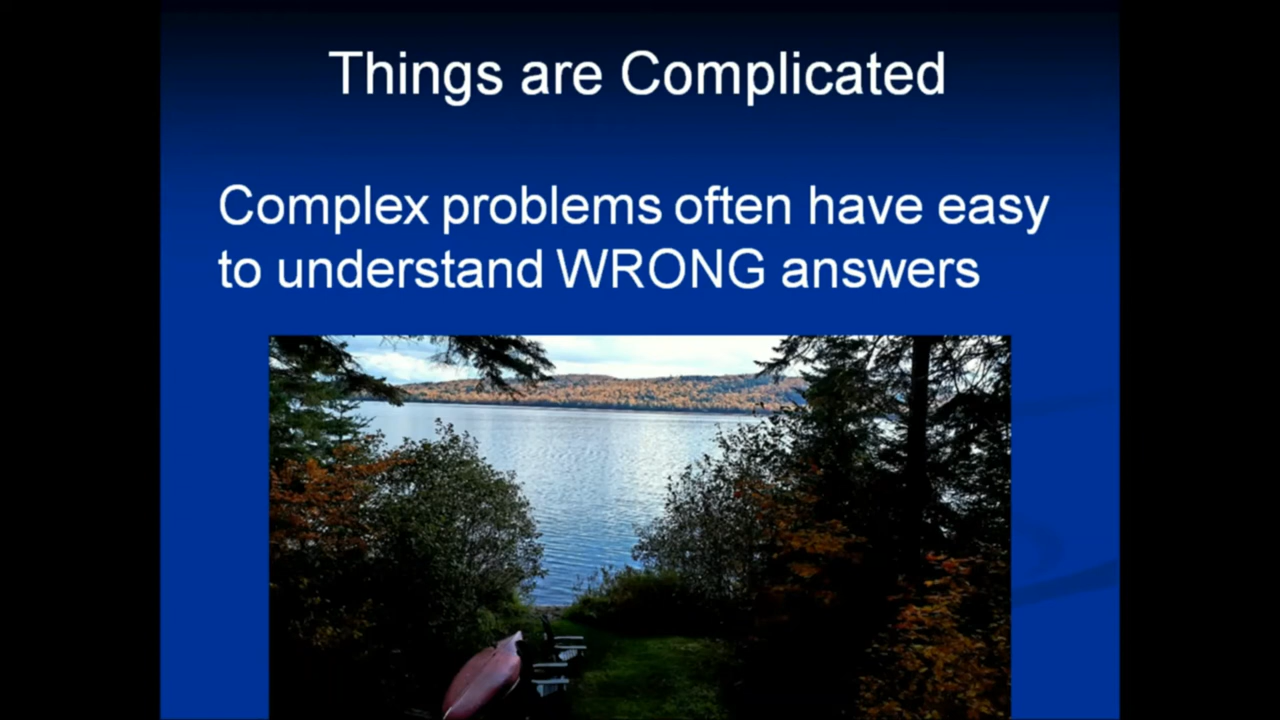 Things are Complicated
Complex problems often have easy
to understand WRONG answers